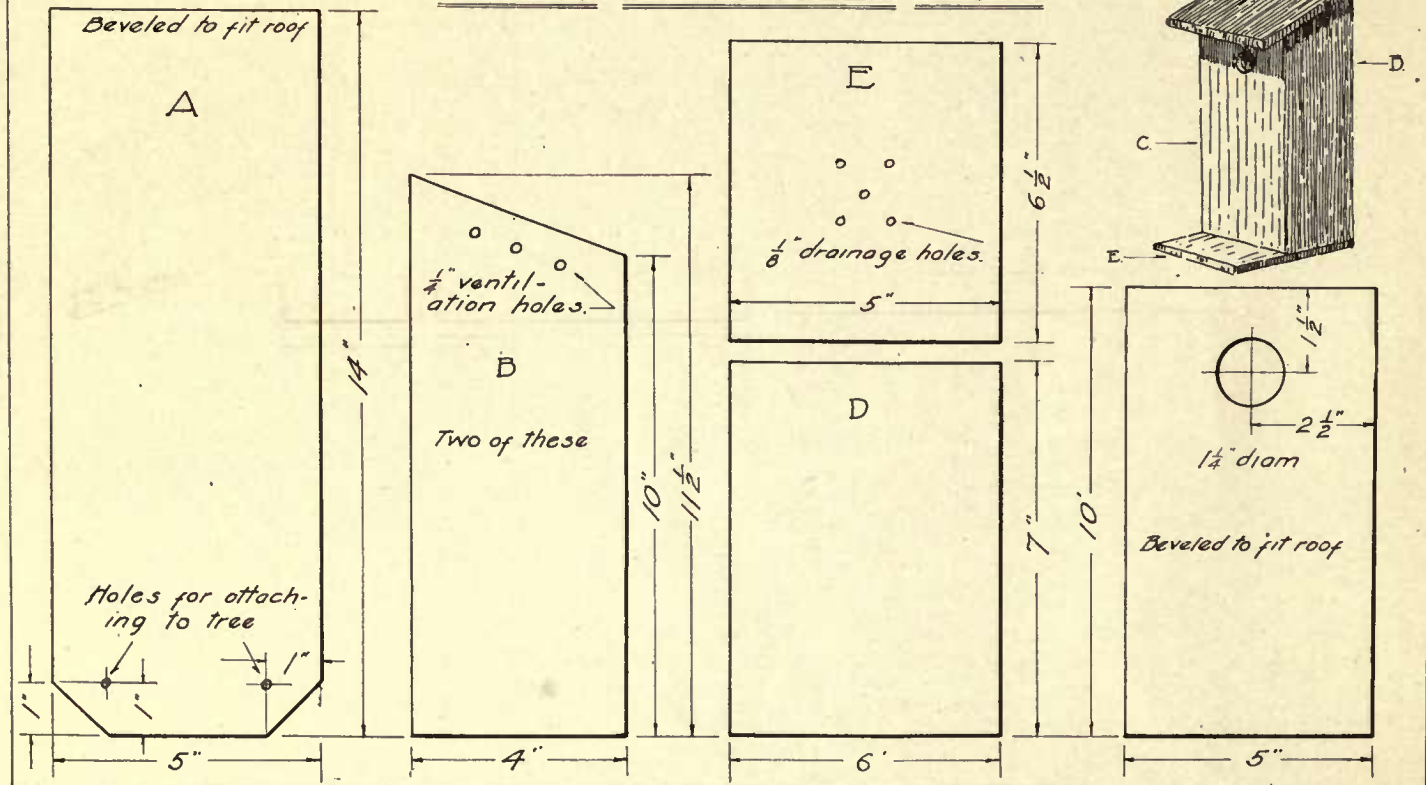 Beveled to fit roof
A
14"
Holes for attach-
ing to tree
1"
1"
1"
5"
1/4" ventil-
ation holes.
B
Two of these
10"
11 1/2"
4"
E
1/8" drainage holes.
5"
6 1/2"
D
7"
6'
D.
C.
E.
1 1/2"
2 1/2"
1 1/4" diam
10'
Beveled to fit roof
5"